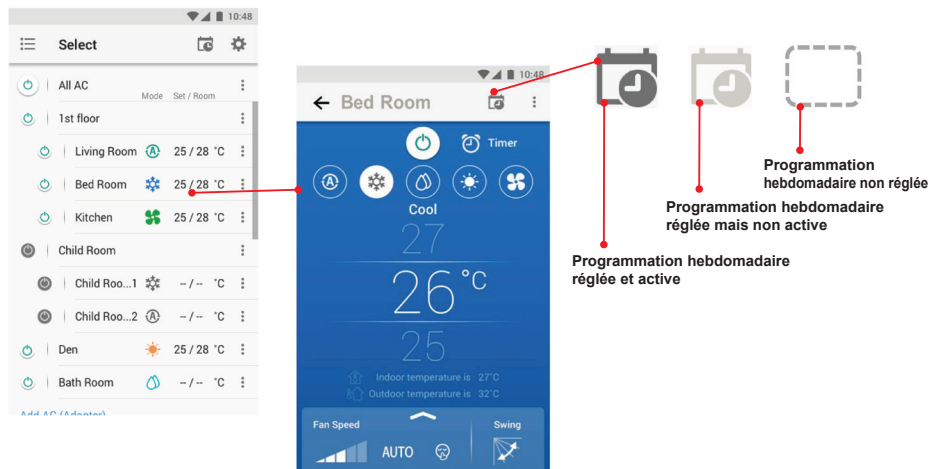 10:48
Select
All AC
Mode Set / Room
1st floor
Living Room 25 / 28 °C
Bed Room 25 / 28 °C
Kitchen 25 / 28 °C
Child Room
Child Roo...1 -- / -- °C
Child Roo...2 -- / -- °C
Den 25 / 28 °C
Bath Room -- / -- °C
Add AC (Adapter)
10:48
Bed Room
Timer
A
Cool
27
26 °C
25
Indoor temperature is 27°C
Outdoor temperature is 32°C
Fan Speed
Swing
AUTO
Programmation
hebdomadaire non réglée
Programmation hebdomadaire
réglée mais non active
Programmation hebdomadaire
réglée et active